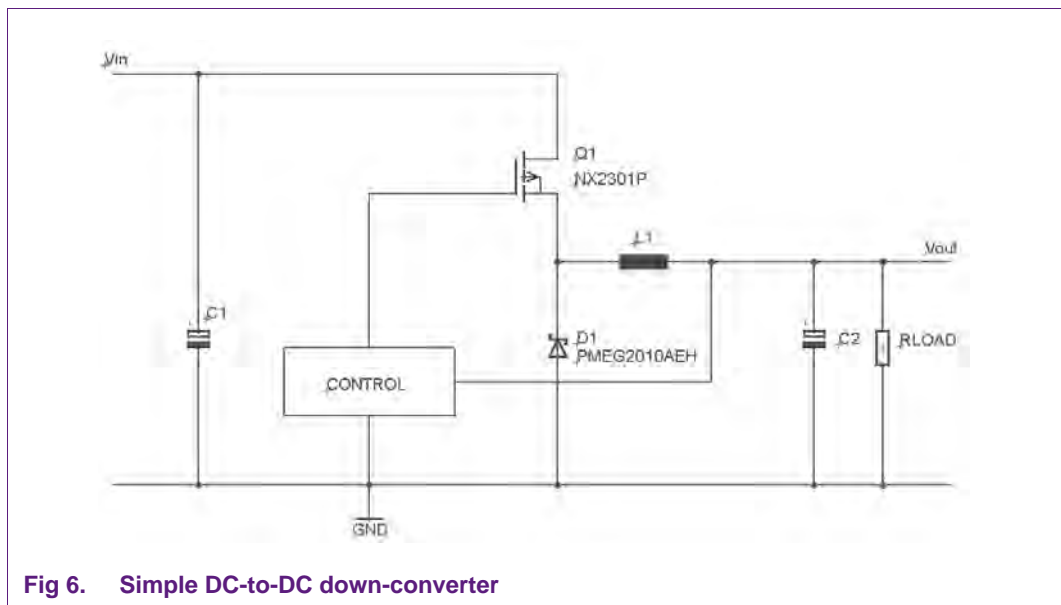 Vin
Q1
NX2301P
L1
Vout
C1
D1
PMEG2010AEH
C2
RLOAD
CONTROL
GND
Fig 6. Simple DC-to-DC down-converter